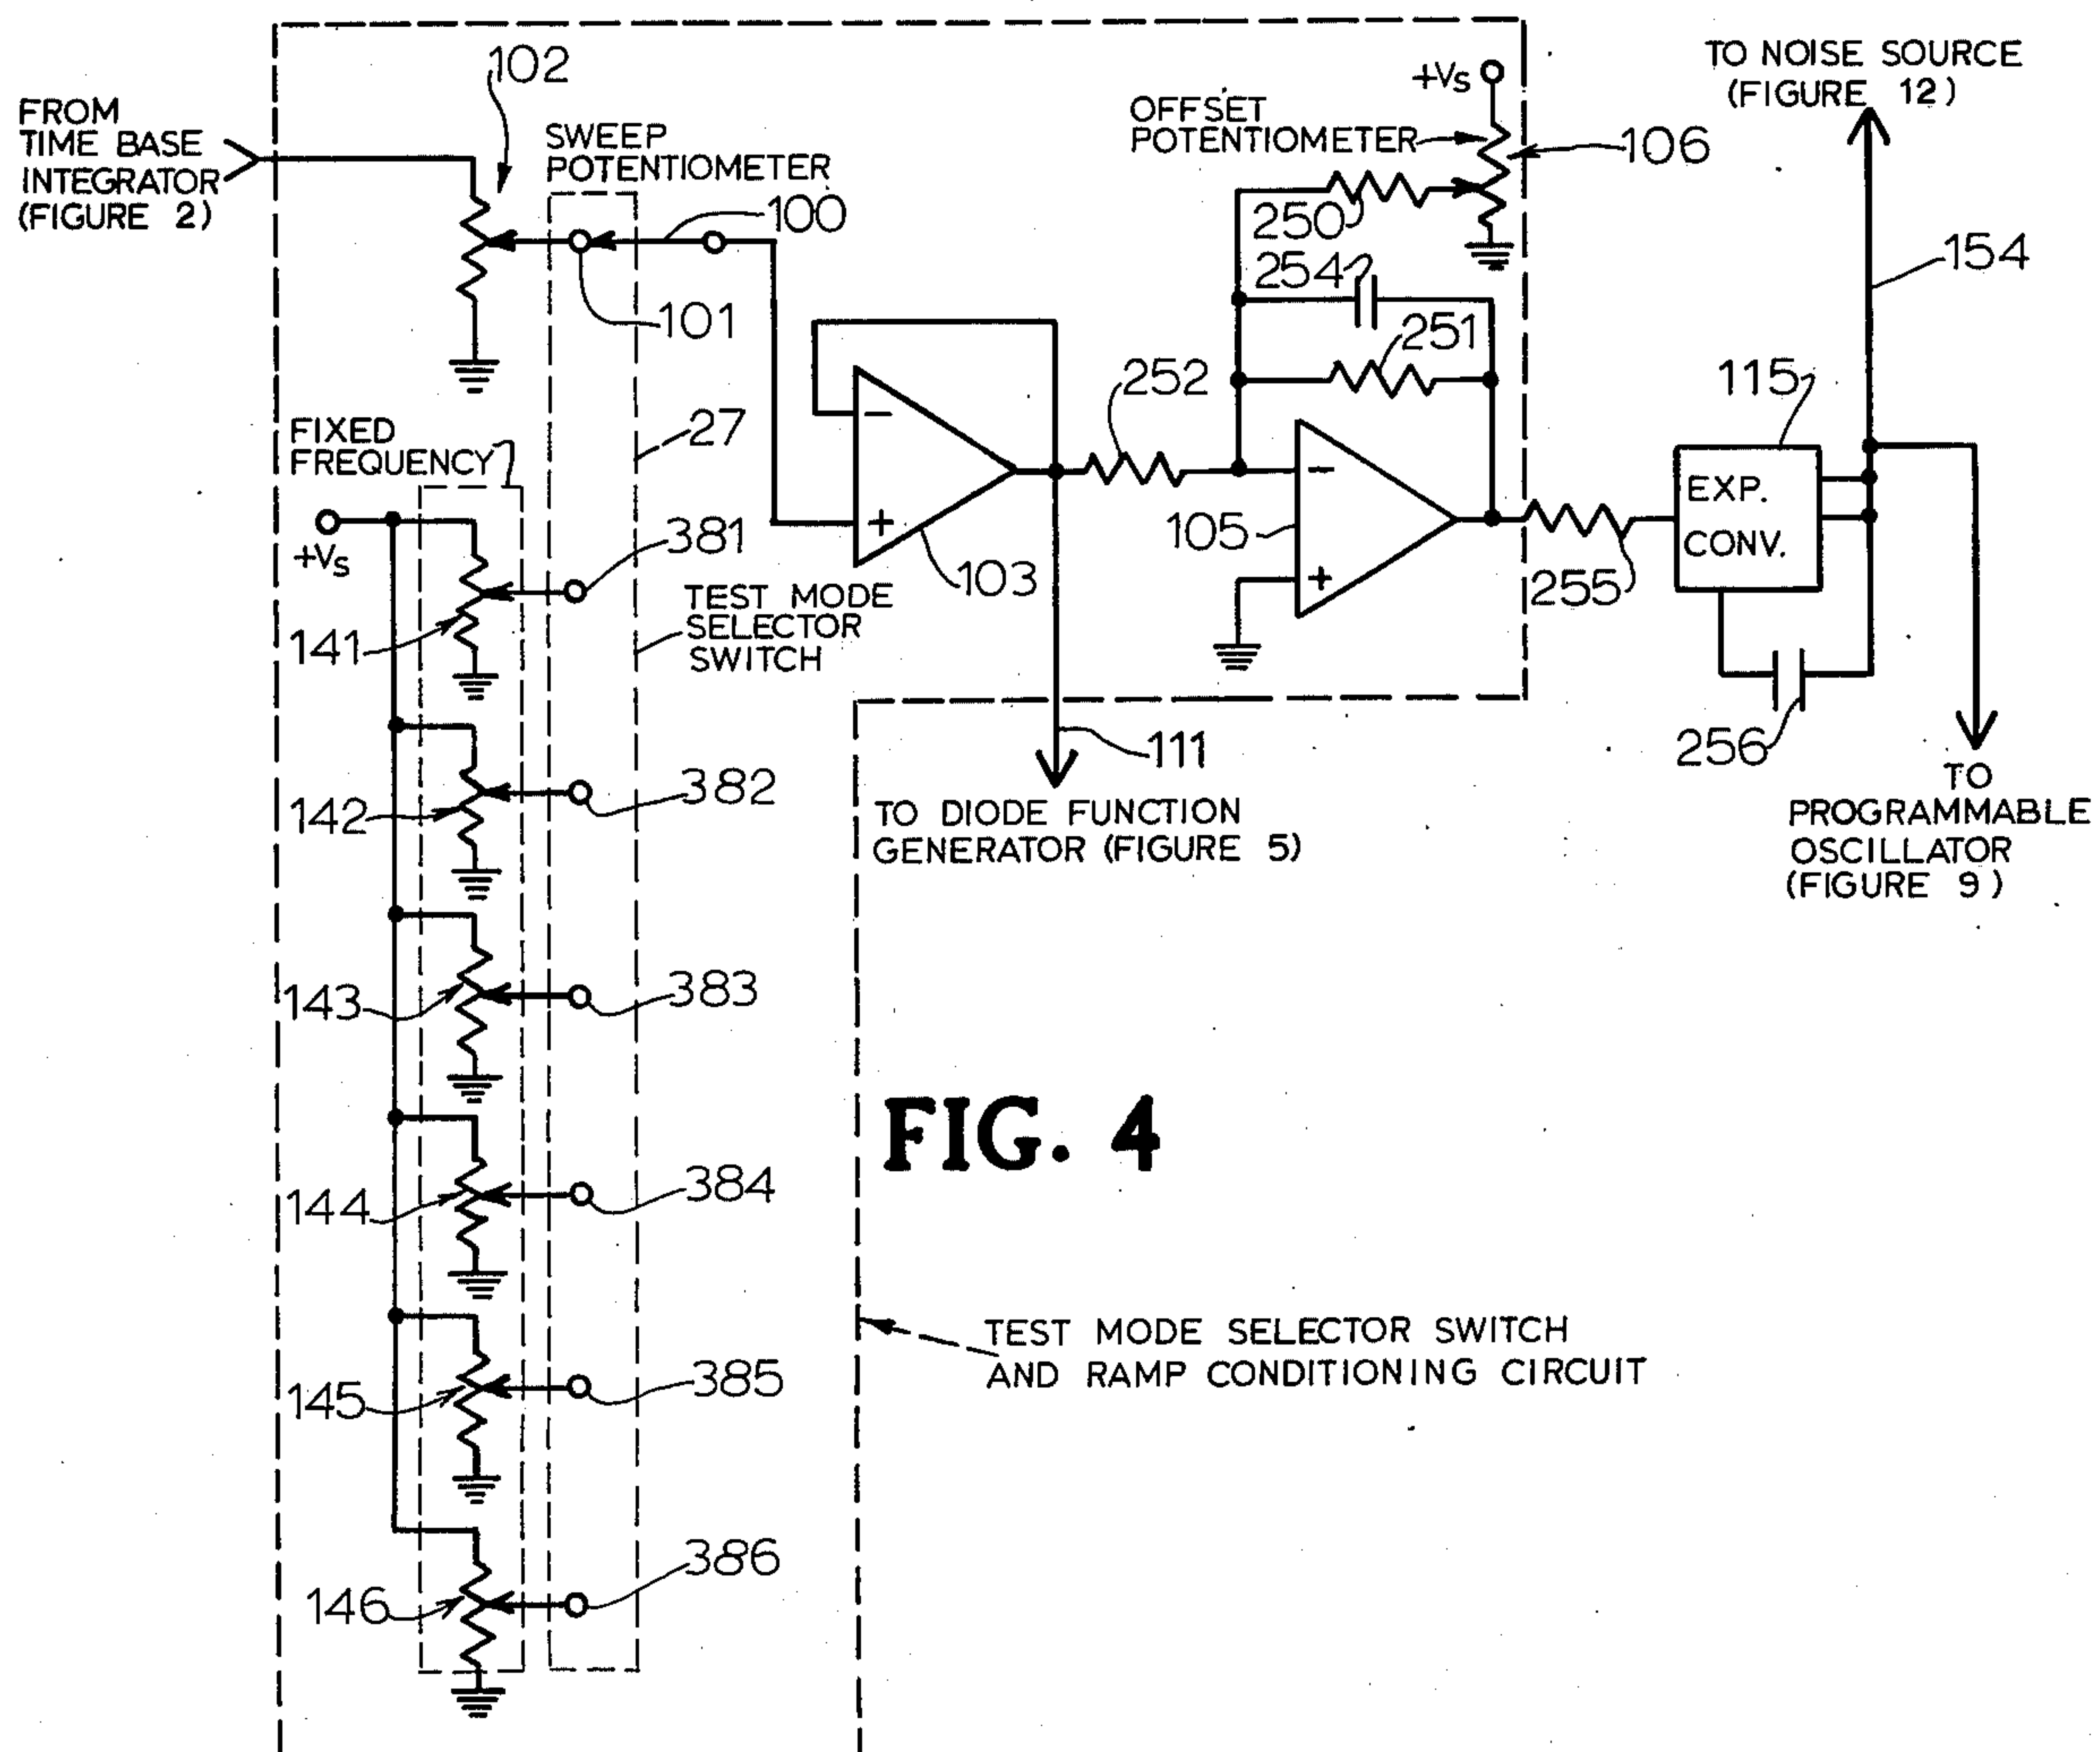 102
FROM
TIME BASE
INTEGRATOR
(FIGURE 2)
SWEEP
POTENTIOMETER
100
101
+Vs
OFFSET
POTENTIOMETER
106
250
254
251
TO NOISE SOURCE
(FIGURE 12)
154
FIXED
FREQUENCY
27
252
115
+Vs
381
141
TEST MODE
SELECTOR
SWITCH
-
+
103
-
+
105
255
EXP.
CONV.
256
142
382
111
TO DIODE FUNCTION
GENERATOR (FIGURE 5)
TO
PROGRAMMABLE
OSCILLATOR
(FIGURE 9)
143
383
FIG. 4
144
384
145
385
TEST MODE SELECTOR SWITCH
AND RAMP CONDITIONING CIRCUIT
146
386